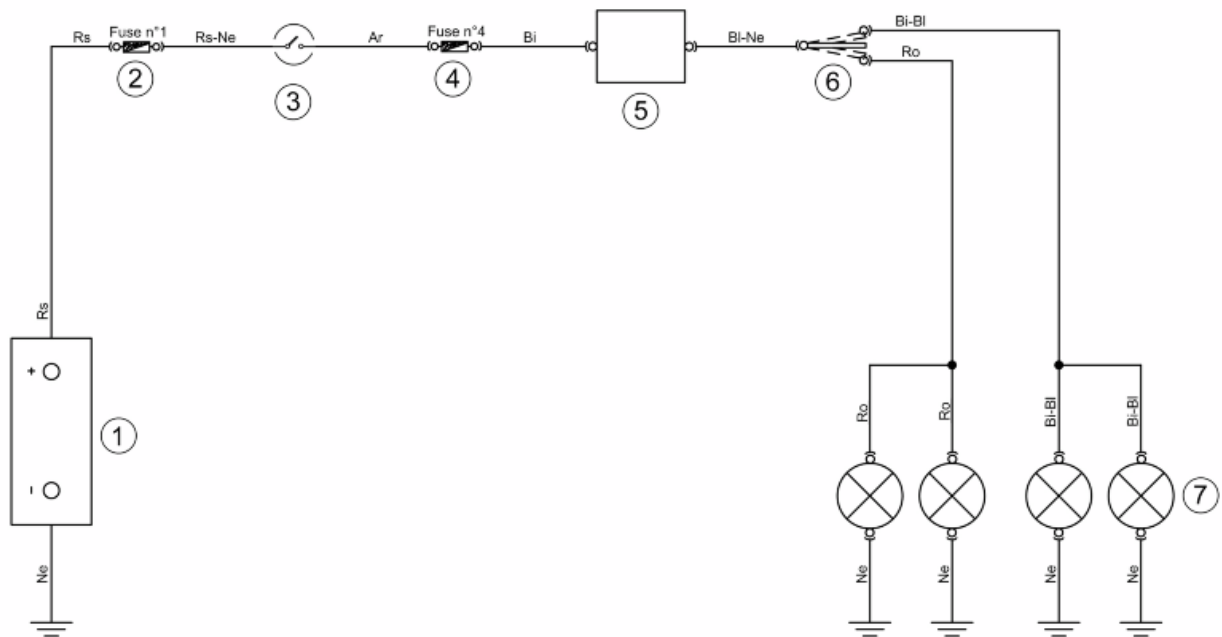 Rs
Fuse n°1
Rs-Ne
Ar
Fuse n°4
Bi
Bl-Ne
Bi-Bl
Ro
2
3
4
5
6
Rs
+
-
1
Ne
Ro
Ro
Bi-Bl
Bi-Bl
7
Ne
Ne
Ne
Ne